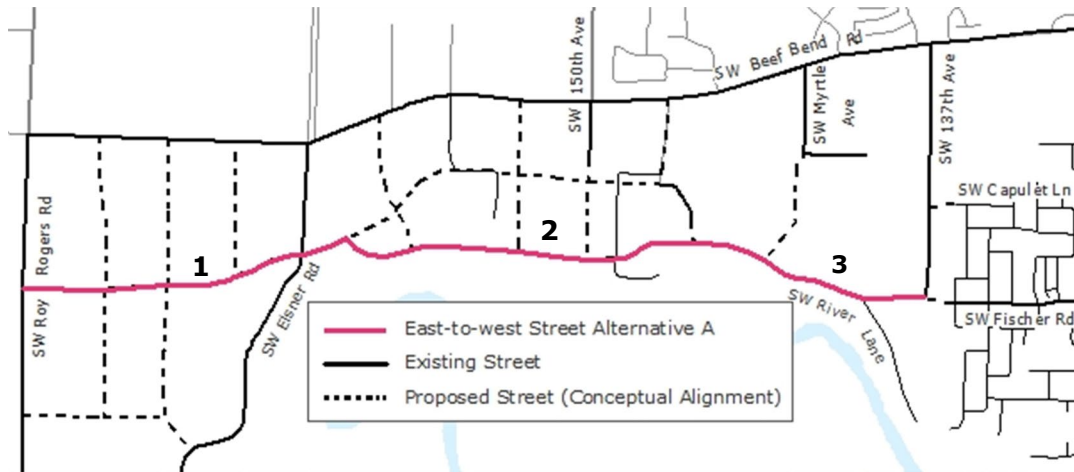 SW 150th Ave
SW Beef Bend Rd
SW Myrtle
Ave
SW 137th Ave
SW Capulet Ln
Rogers Rd
SW Roy
1
2
3
SW Elsner Rd
SW River
Lane
SW Fischer Rd
East-to-west Street Alternative A
Existing Street
Proposed Street (Conceptual Alignment)